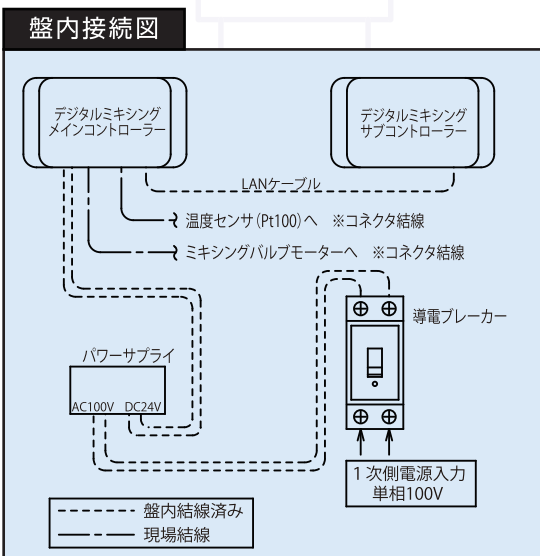 盤内接続図
デジタルミキシング
メインコントローラー
デジタルミキシング
サブコントローラー
LANケーブル
温度センサ(Pt100)へ ※コネクタ結線
ミキシングバルブモーターへ ※コネクタ結線
導電ブレーカー
パワーサプライ
AC100V DC24V
1次側電源入力
単相100V
盤内結線済み
現場結線